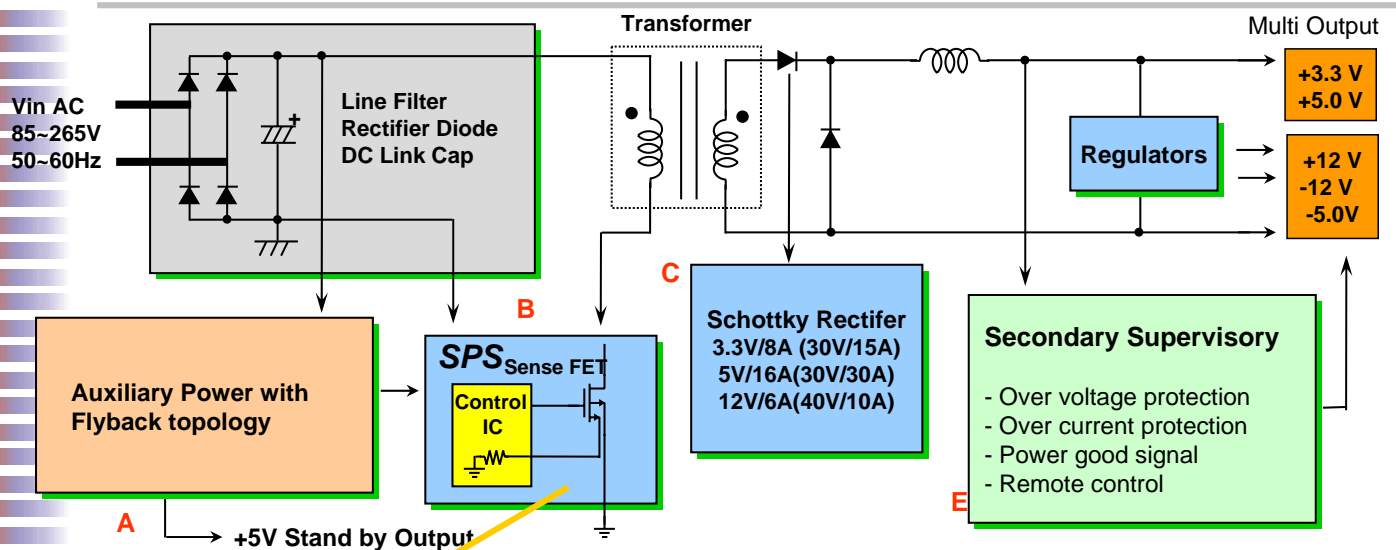 Transformer
Multi Output
Vin AC
85~265V
50~60Hz
Line Filter
Rectifier Diode
DC Link Cap
+
+3.3 V
+5.0 V
Regulators
+12 V
-12 V
-5.0V
Auxiliary Power with
Flyback topology
A
+5V Stand by Output
B
SPS Sense FET
Control
IC
C
Schottky Rectifer
3.3V/8A (30V/15A)
5V/16A(30V/30A)
12V/6A(40V/10A)
Secondary Supervisory
- Over voltage protection
- Over current protection
- Power good signal
- Remote control
E